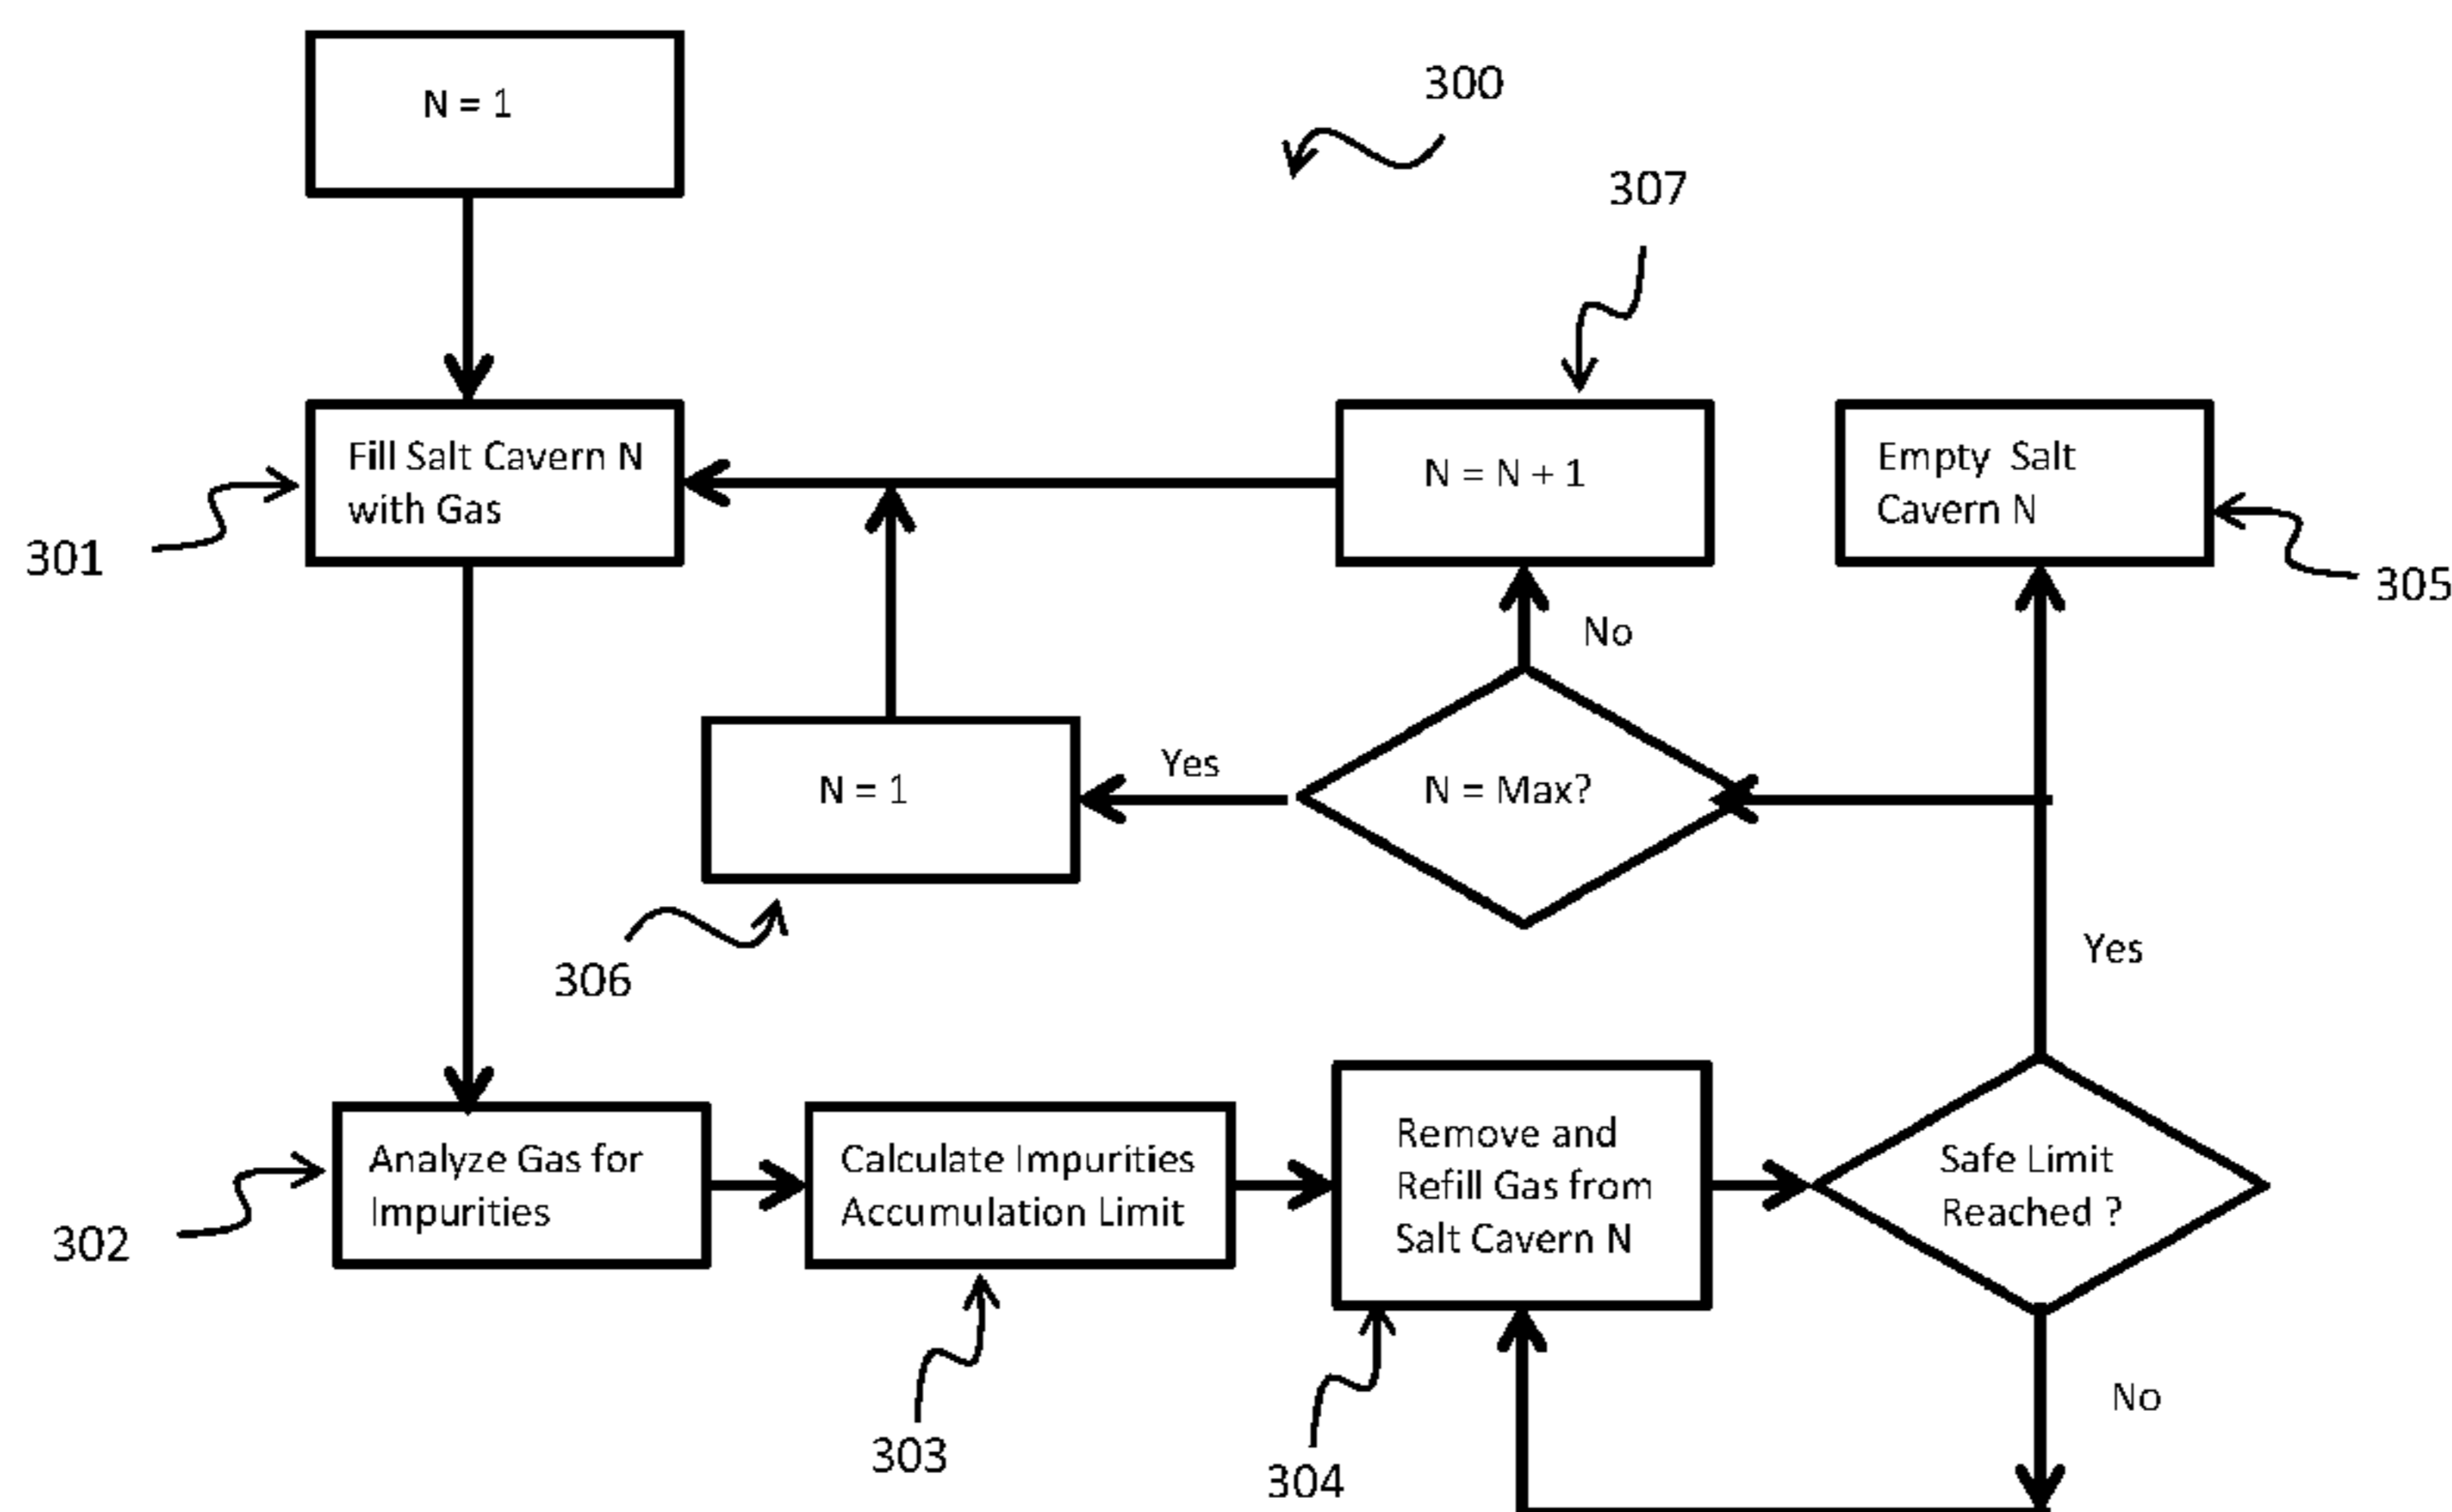 N = 1
300
307
Fill Salt Cavern N
with Gas
301
N = N + 1
Empty Salt
Cavern N
305
No
N = 1
Yes
N = Max?
306
Yes
Analyze Gas for
Impurities
302
Calculate Impurities
Accumulation Limit
303
Remove and
Refill Gas from
Salt Cavern N
304
Safe Limit
Reached ?
No